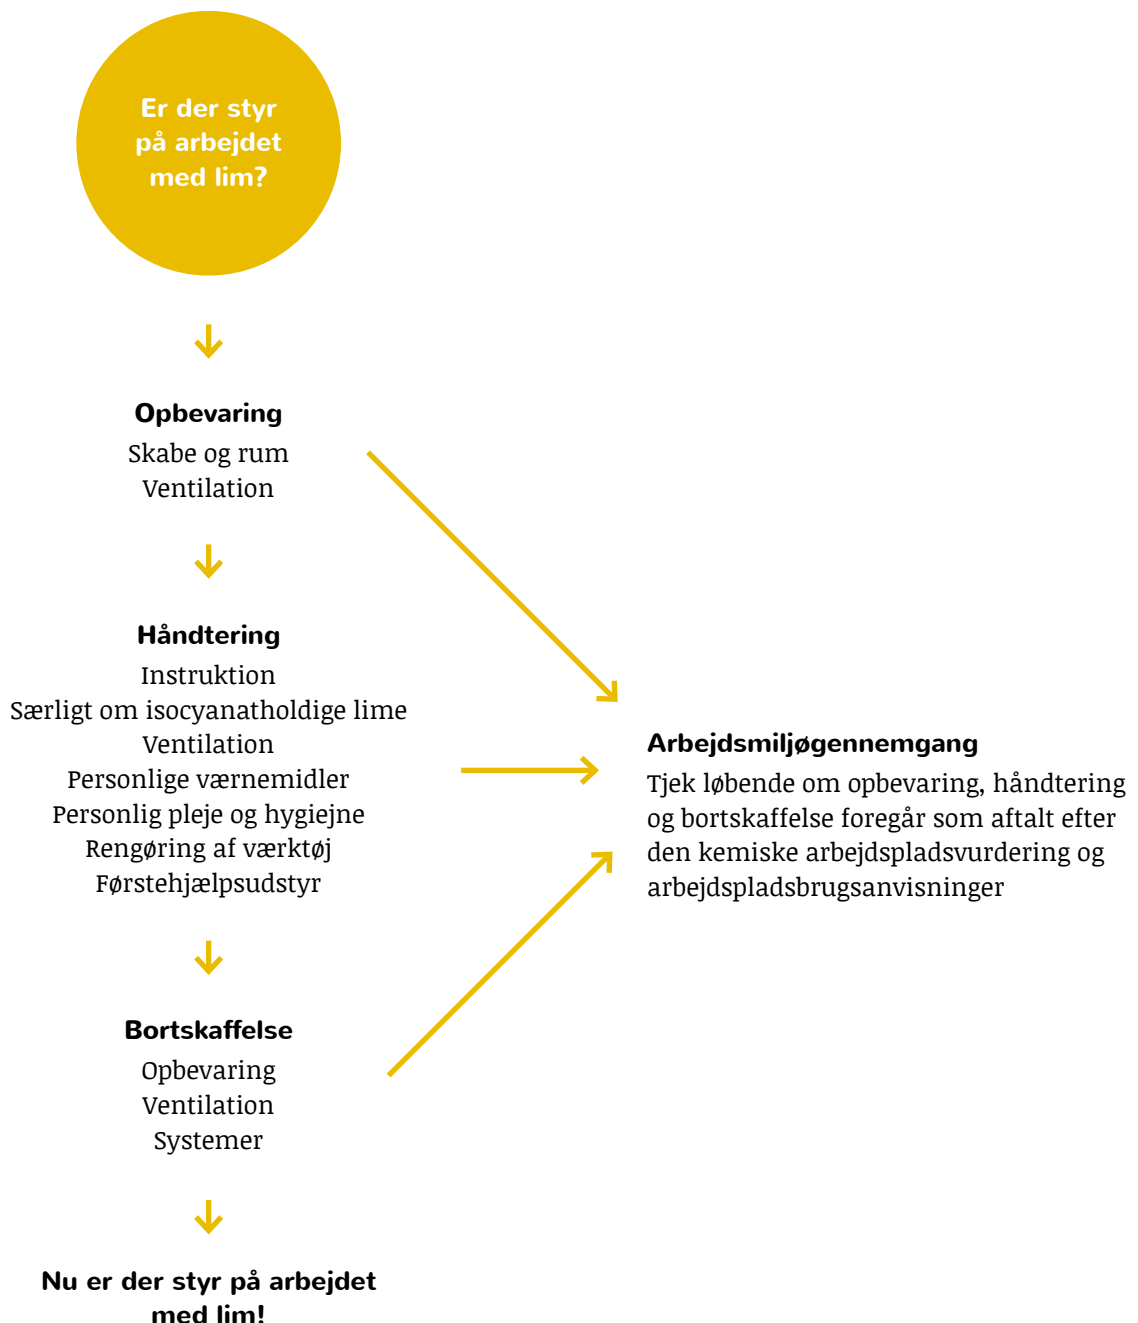 Er der styr
på arbejdet
med lim?
Opbevaring
Skabe og rum
Ventilation
Håndtering
Instruktion
Særligt om isocyanatholdige lime
Ventilation
Personlige værnemidler
Personlig pleje og hygiejne
Rengøring af værktøj
Førstehjælpsudstyr
Arbejdsmiljøgennemgang
Tjek løbende om opbevaring, håndtering
og bortskaffelse foregår som aftalt efter
den kemiske arbejdspladsvurdering og
arbejdspladsbrugsanvisninger
Bortskaffelse
Opbevaring
Ventilation
Systemer
Nu er der styr på arbejdet
med lim!